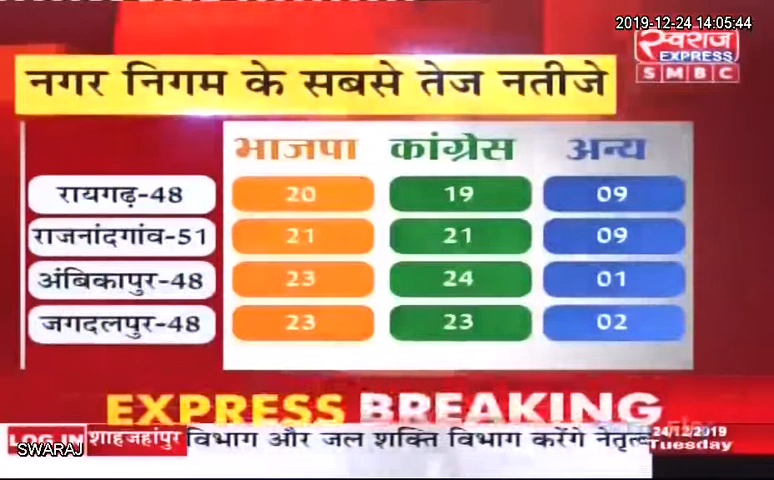 2019-12-24 14:05:44
स्वराज
EXPRESS
SMBC
नगर निगम के सबसे तेज नतीजे
भाजपा कांग्रेस अन्य
रायगढ़-48 20 19 09
राजनांदगांव-51 21 21 09
अंबिकापुर-48 23 24 01
जगदलपुर-48 23 23 02
EXPRESS BREAKING
LOG IN शाहजहांपुर विभाग और जल शक्ति विभाग करेंगे नेतृत्व 24/12/2019
SWARAJ Tuesday